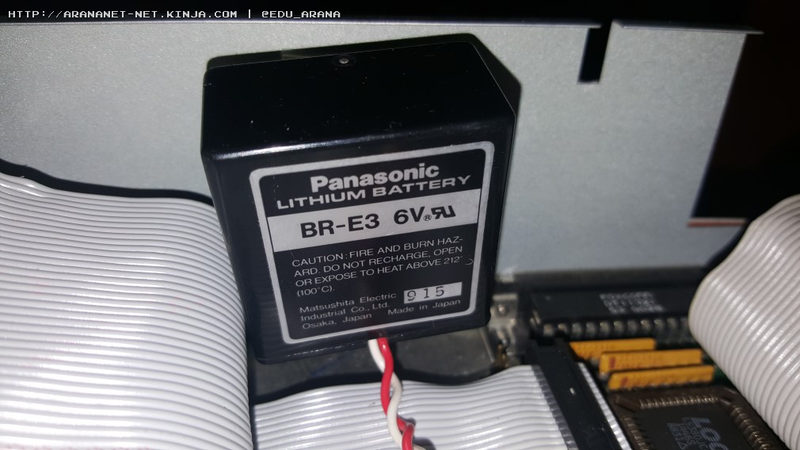 HTTP://ARANANET-NET.KINJA.COM | @EDU_ARANA
Panasonic
LITHIUM BATTERY
BR-E3 6V
CAUTION: FIRE AND BURN HAZ-
ARD. DO NOT RECHARGE, OPEN
OR EXPOSE TO HEAT ABOVE 212°
(100°C).
Matsushita Electric
Industrial Co., Ltd.
Osaka, Japan
915
Made in Japan